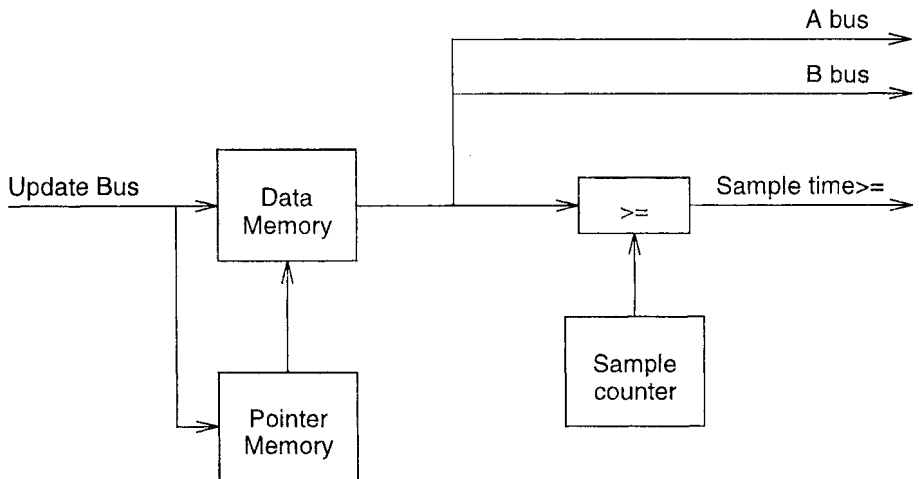 A bus
B bus
Update Bus
Data
Memory
>=
Sample time>=
Sample
counter
Pointer
Memory